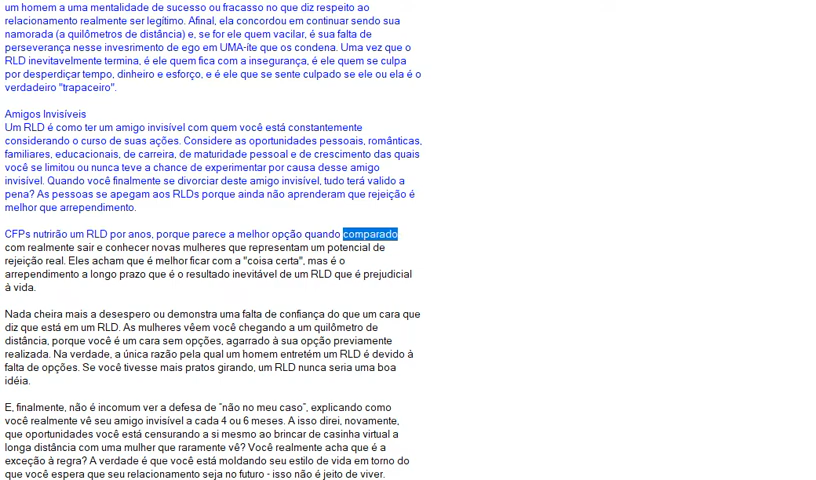 um homem a uma mentalidade de sucesso ou fracasso no que diz respeito ao
relacionamento realmente ser legítimo. Afinal, ela concordou em continuar sendo sua
namorada (a quilômetros de distância) e, se for ele quem vacilar, é sua falta de
perseverança nesse invesrimento de ego em UMA-íte que os condena. Uma vez que o
RLD inevitavelmente termina, é ele quem fica com a insegurança, é ele quem se culpa
por desperdiçar tempo, dinheiro e esforço, e é ele que se sente culpado se ele ou ela é o
verdadeiro "trapaceiro".
Amigos Invisíveis
Um RLD é como ter um amigo invisível com quem você está constantemente
considerando o curso de suas ações. Considere as oportunidades pessoais, românticas,
familiares, educacionais, de carreira, de maturidade pessoal e de crescimento das quais
você se limitou ou nunca teve a chance de experimentar por causa desse amigo
invisível. Quando você finalmente se divorciar deste amigo invisível, tudo terá valido a
pena? As pessoas se apegam aos RLDs porque ainda não aprenderam que rejeição é
melhor que arrependimento.
CFPs nutrirão um RLD por anos, porque parece a melhor opção quando comparado
com realmente sair e conhecer novas mulheres que representam um potencial de
rejeição real. Eles acham que é melhor ficar com a "coisa certa", mas é o
arrependimento a longo prazo que é o resultado inevitável de um RLD que é prejudicial
à vida.
Nada cheira mais a desespero ou demonstra uma falta de confiança do que um cara que
diz que está em um RLD. As mulheres vêem você chegando a um quilômetro de
distância, porque você é um cara sem opções, agarrado à sua opção previamente
realizada. Na verdade, a única razão pela qual um homem entretém um RLD é devido à
falta de opções. Se você tivesse mais pratos girando, um RLD nunca seria uma boa
idéia.
E, finalmente, não é incomum ver a defesa de "não no meu caso", explicando como
você realmente vê seu amigo invisível a cada 4 ou 6 meses. A isso direi, novamente,
que oportunidades você está censurando a si mesmo ao brincar de casinha virtual a
longa distância com uma mulher que raramente vê? Você realmente acha que é a
exceção à regra? A verdade é que você está moldando seu estilo de vida em torno do
que você espera que seu relacionamento seja no futuro - isso não é jeito de viver.